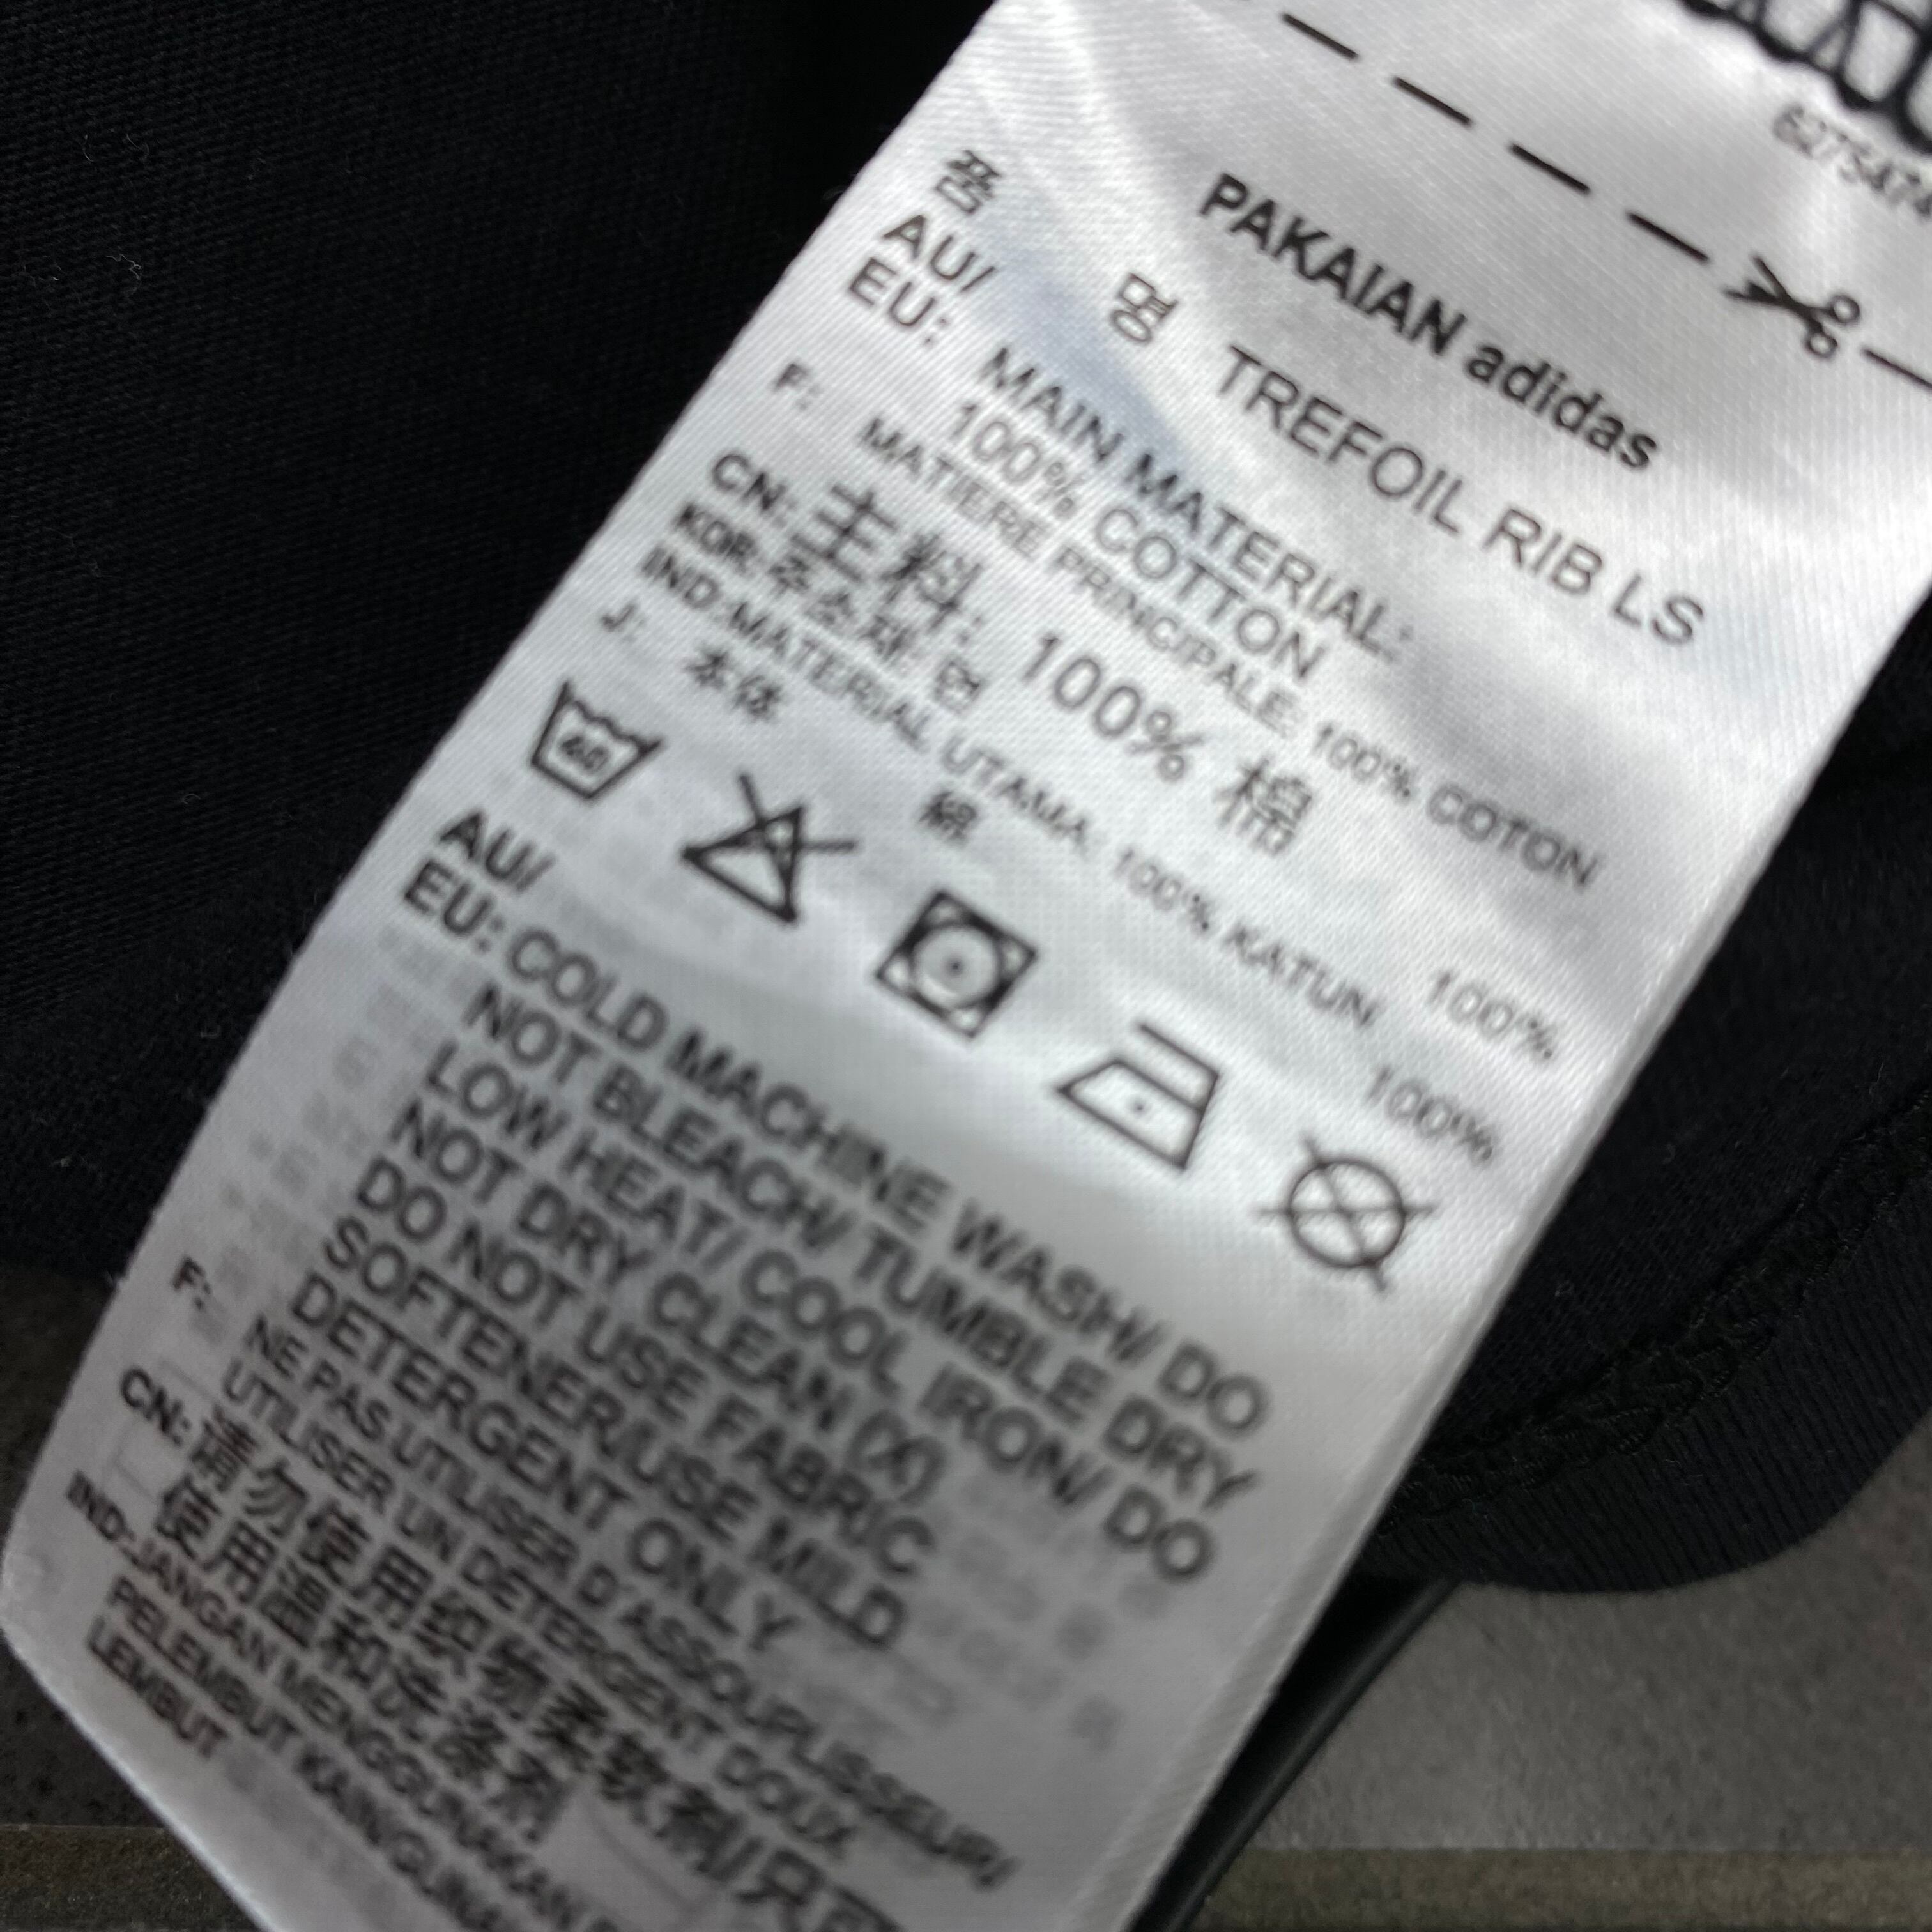 PAKAIAN adidas
품 명 TREFOIL RIB LS
AU/
EU: MAIN MATERIAL:
100% COTTON
F: MATIERE PRINCIPALE: 100% COTON
CN: 主料: 100% 棉
KOR: 주소재: 면 100%
IND: MATERIAL UTAMA: 100% KATUN
J: 本体 綿 100%
AU/
EU: COLD MACHINE WASH/ DO
NOT BLEACH/ TUMBLE DRY
LOW HEAT/ COOL IRON/ DO
NOT DRY CLEAN (X)
DO NOT USE FABRIC
SOFTENER/USE MILD
DETERGENT ONLY
F: NE PAS UTILISER D'ASSOUPLISSEUR/
UTILISER UN DETERGENT DOUX
CN: 请勿使用织物柔软剂/只可
使用温和洗涤剂
IND: JANGAN MENGGUNAKAN
PELEMBUT KAIN/GUNA
LEMBUT